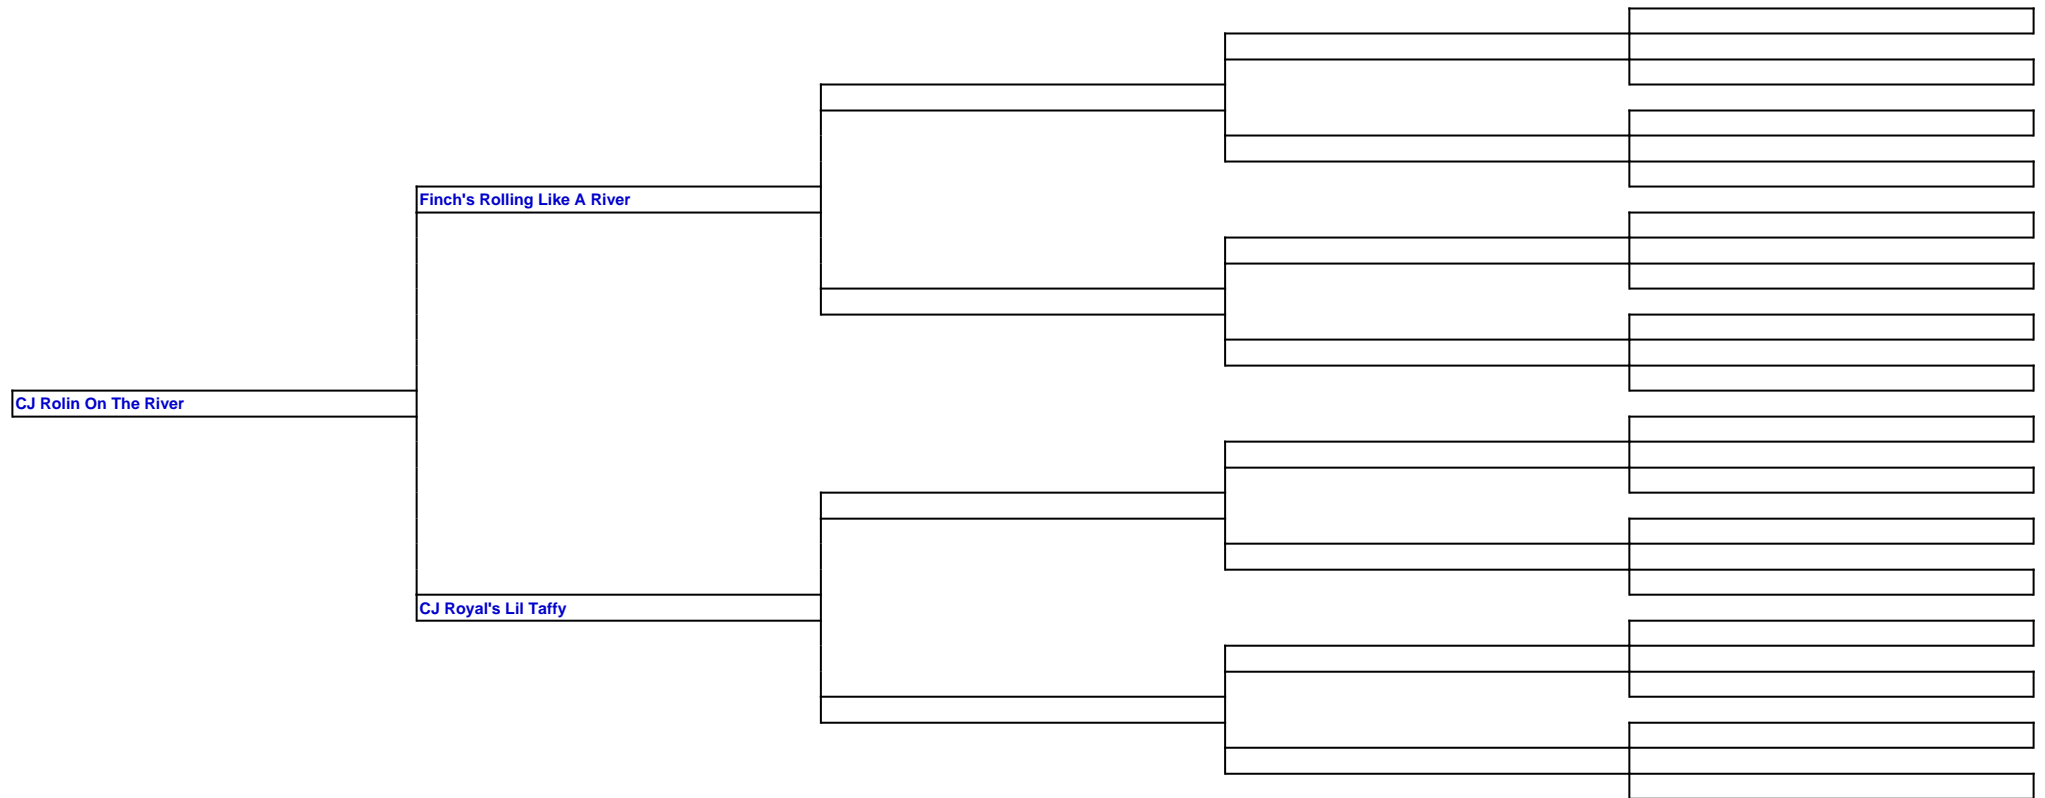 Finch's Rolling Like A River
CJ Rolin On The River
CJ Royal's Lil Taffy